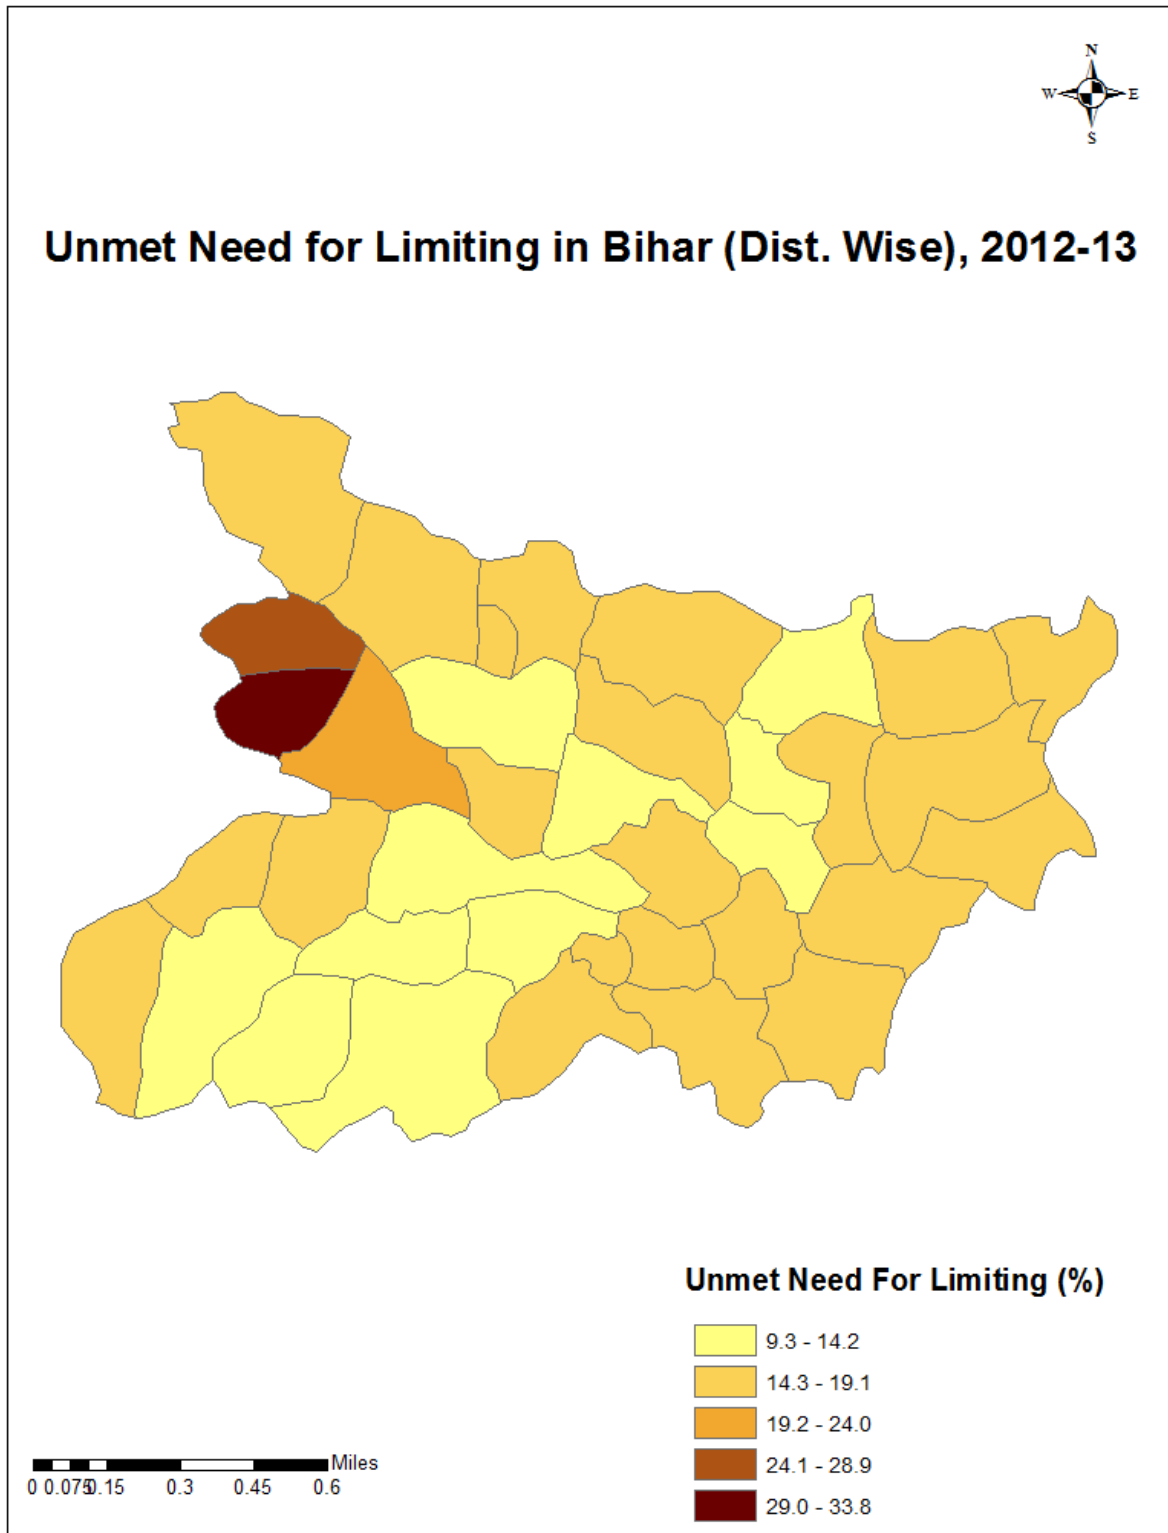 N
W E
S
Unmet Need for Limiting in Bihar (Dist. Wise), 2012-13
Unmet Need For Limiting (%)
9.3 - 14.2
14.3 - 19.1
19.2 - 24.0
24.1 - 28.9
29.0 - 33.8
Miles
0 0.075 0.15 0.3 0.45 0.6